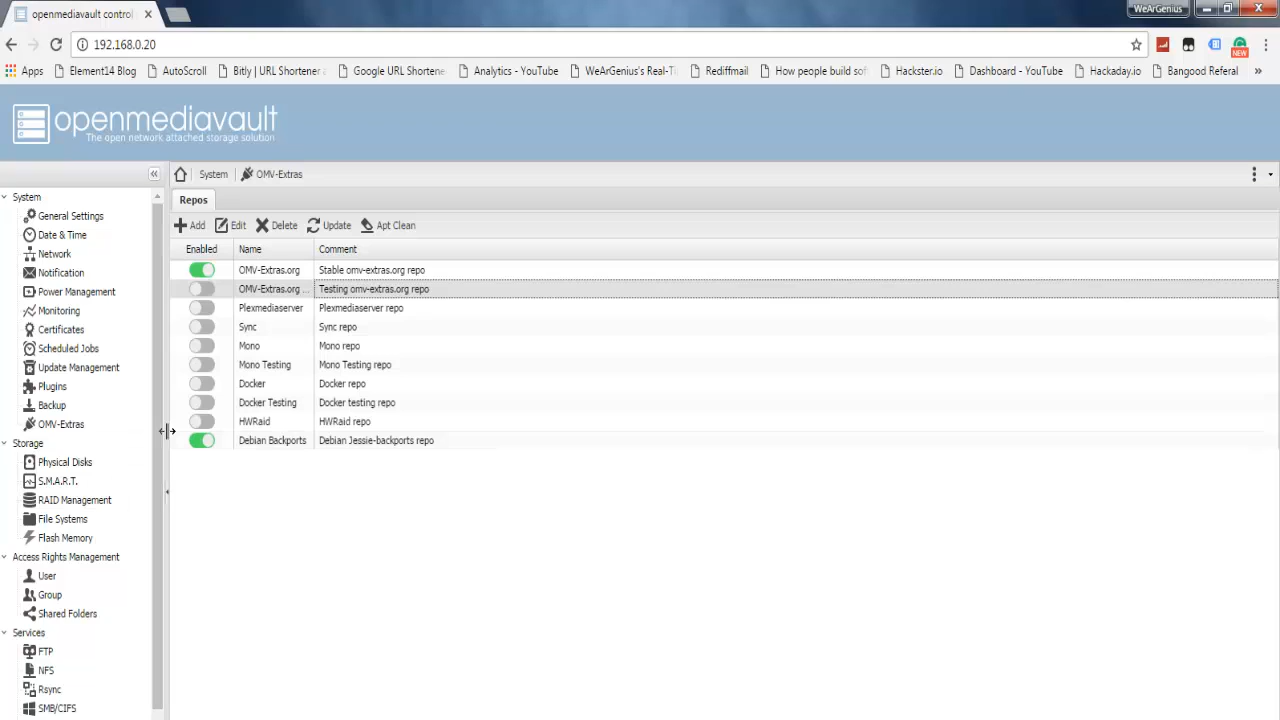 openmediavault control
WeArGenius
192.168.0.20
NEW
Apps
Element14 Blog
AutoScroll
Bitly | URL Shortener a
Google URL Shortene
Analytics - YouTube
WeArGenius's Real-Ti
Rediffmail
How people build sof
Hackster.io
Dashboard - YouTube
Hackaday.io
Bangood Referal
»
openmediavault
The open network attached storage solution
System
OMV-Extras
Repos
Add
Edit
Delete
Update
Apt Clean
Enabled
Name
Comment
OMV-Extras.org
Stable omv-extras.org repo
OMV-Extras.org ...
Testing omv-extras.org repo
Plexmediaserver
Plexmediaserver repo
Sync
Sync repo
Mono
Mono repo
Mono Testing
Mono Testing repo
Docker
Docker repo
Docker Testing
Docker testing repo
HWRaid
HWRaid repo
Debian Backports
Debian Jessie-backports repo
System
General Settings
Date & Time
Network
Notification
Power Management
Monitoring
Certificates
Scheduled Jobs
Update Management
Plugins
Backup
OMV-Extras
Storage
Physical Disks
S.M.A.R.T.
RAID Management
File Systems
Flash Memory
Access Rights Management
User
Group
Shared Folders
Services
FTP
NFS
Rsync
SMB/CIFS